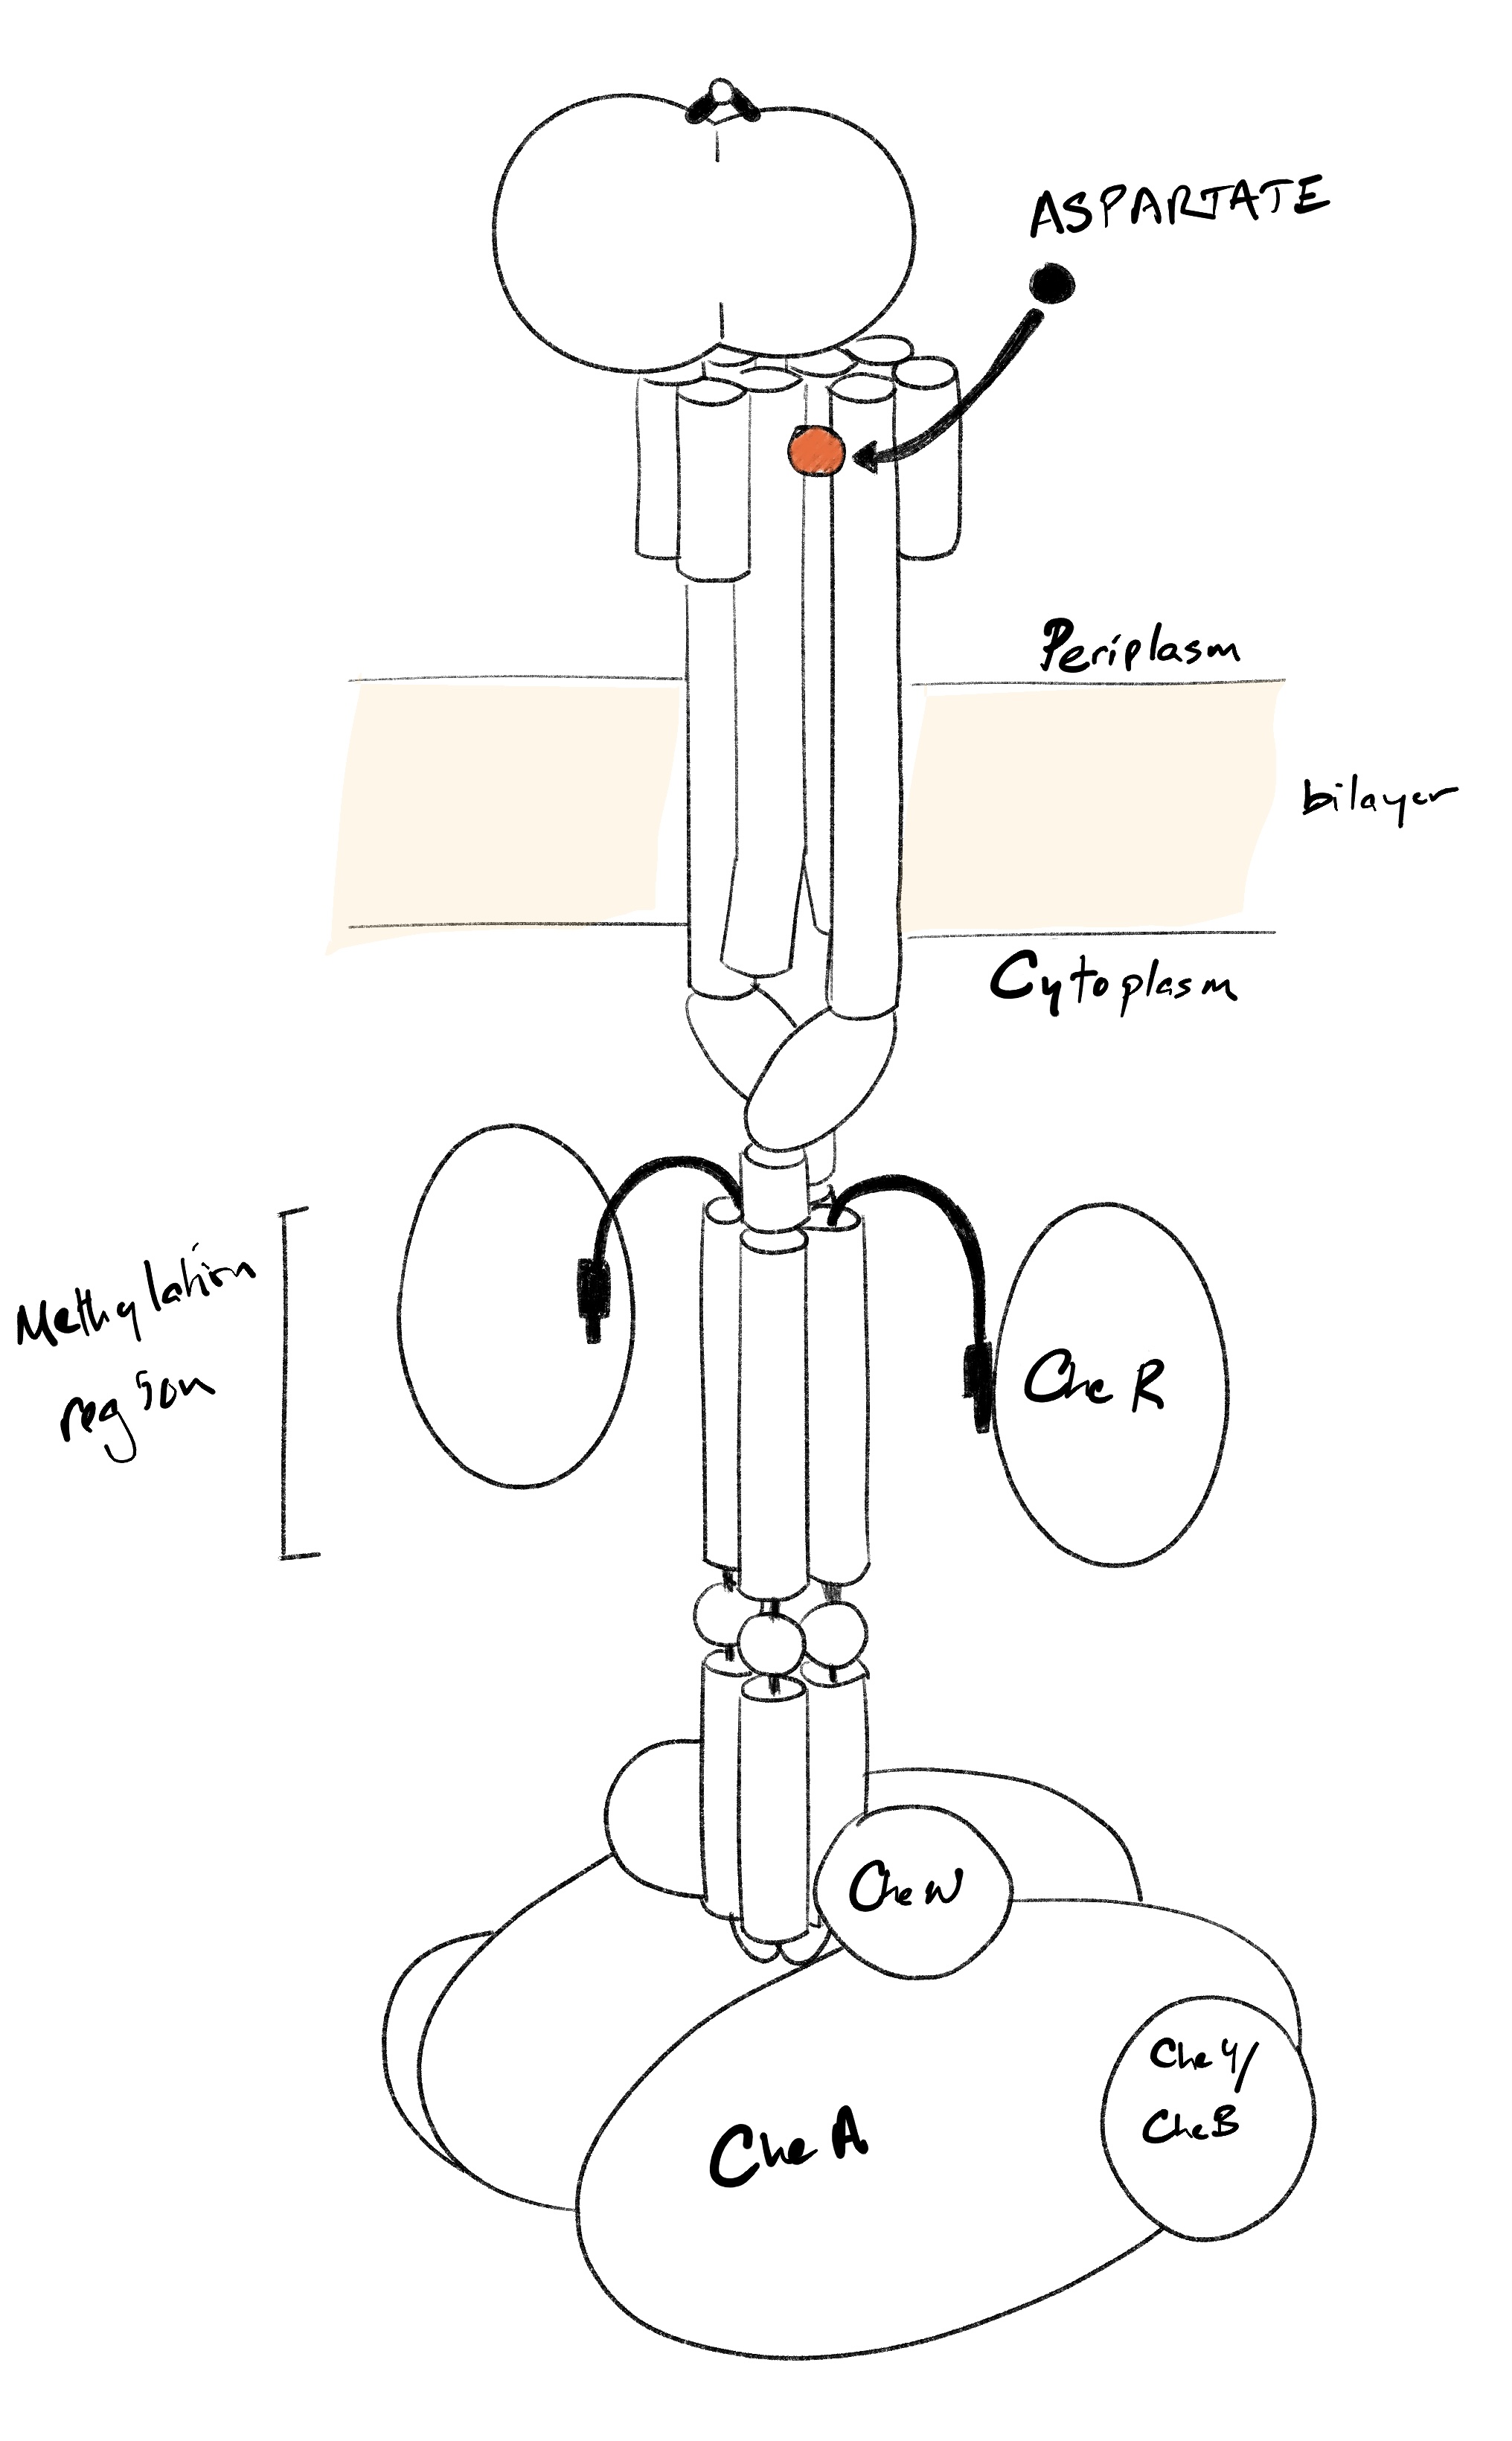 ASPARTATE
Periplasm
bilayer
Cytoplasm
Methylation
region
Che R
Che W
Che Y/
Che B
Che A